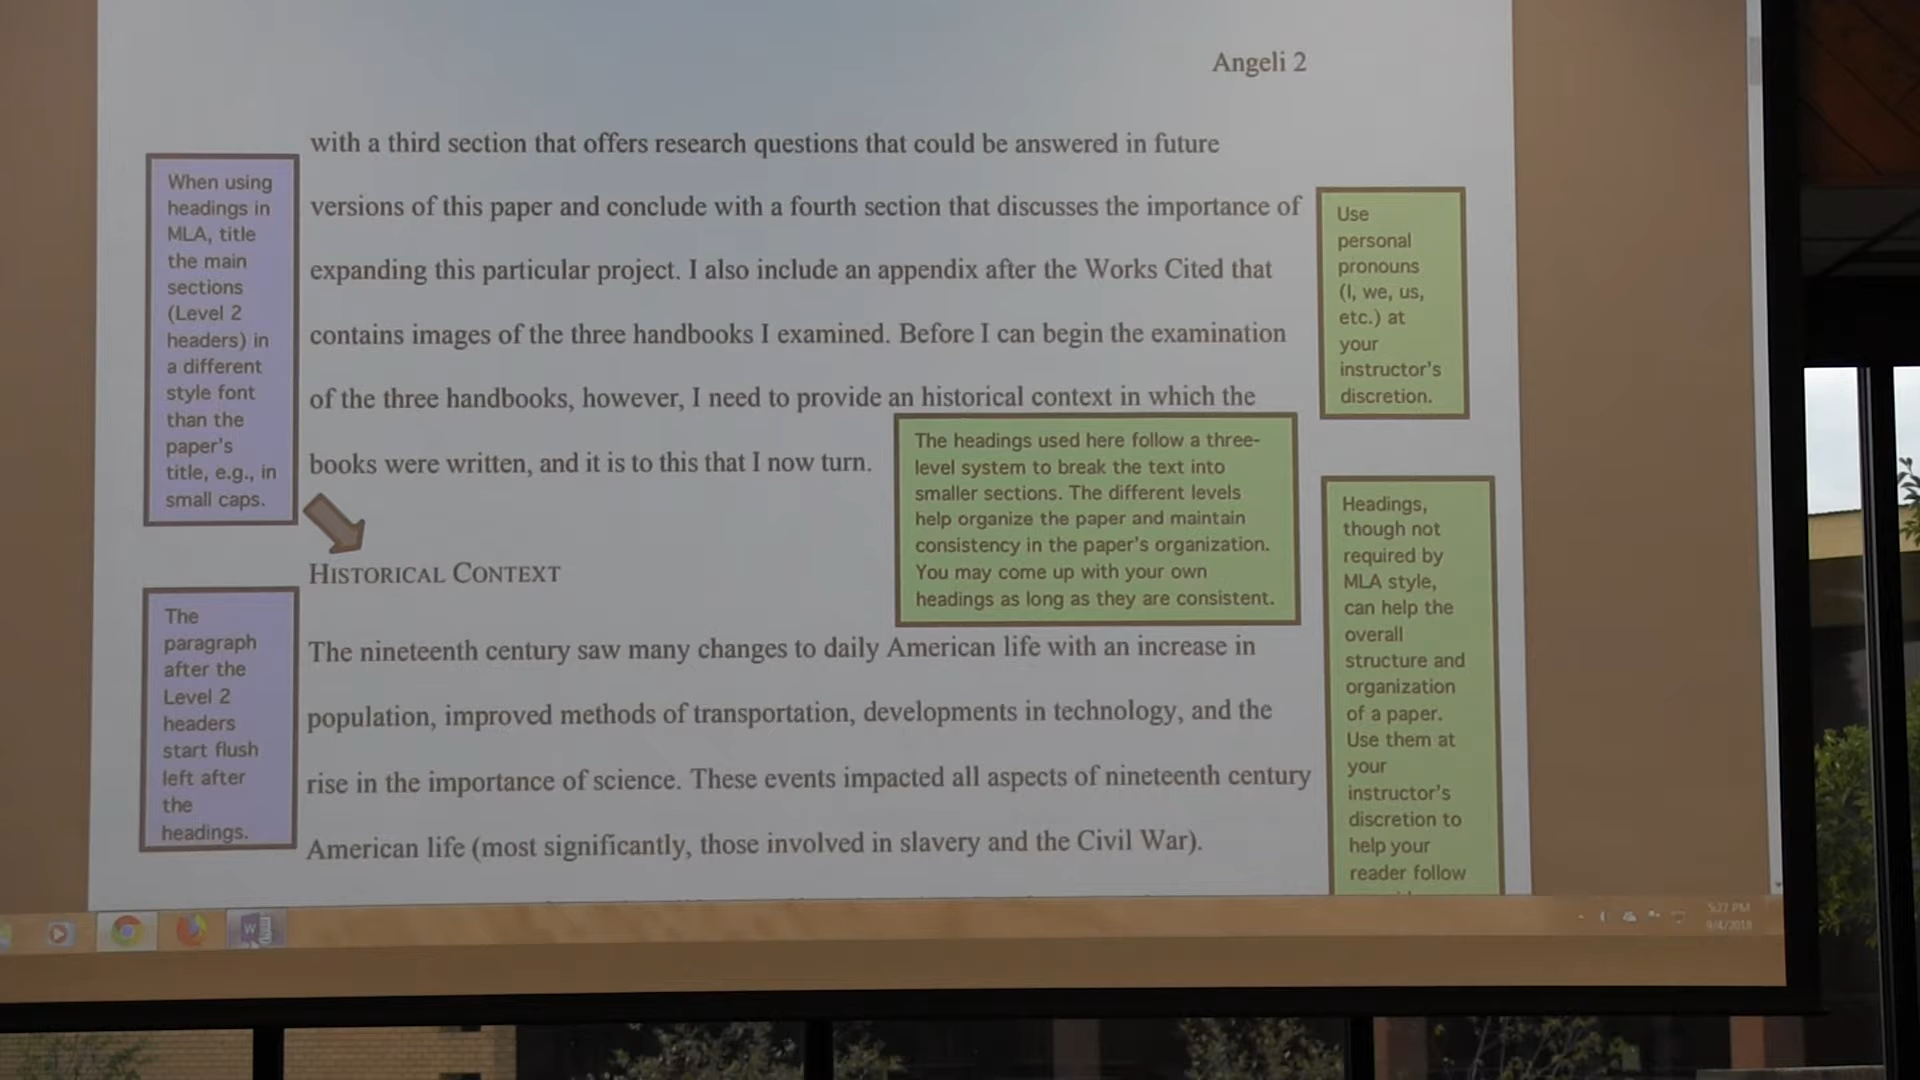 Angeli 2
with a third section that offers research questions that could be answered in future
versions of this paper and conclude with a fourth section that discusses the importance of
expanding this particular project. I also include an appendix after the Works Cited that
contains images of the three handbooks I examined. Before I can begin the examination
of the three handbooks, however, I need to provide an historical context in which the
books were written, and it is to this that I now turn.
HISTORICAL CONTEXT
The nineteenth century saw many changes to daily American life with an increase in
population, improved methods of transportation, developments in technology, and the
rise in the importance of science. These events impacted all aspects of nineteenth century
American life (most significantly, those involved in slavery and the Civil War).
When using
headings in
MLA, title
the main
sections
(Level 2
headers) in
a different
style font
than the
paper's
title, e.g., in
small caps.
The
paragraph
after the
Level 2
headers
start flush
left after
the
headings.
The headings used here follow a three-
level system to break the text into
smaller sections. The different levels
help organize the paper and maintain
consistency in the paper's organization.
You may come up with your own
headings as long as they are consistent.
Use
personal
pronouns
(I, we, us,
etc.) at
your
instructor's
discretion.
Headings,
though not
required by
MLA style,
can help the
overall
structure and
organization
of a paper.
Use them at
your
instructor's
discretion to
help your
reader follow
W
5:27 PM
9/4/2018